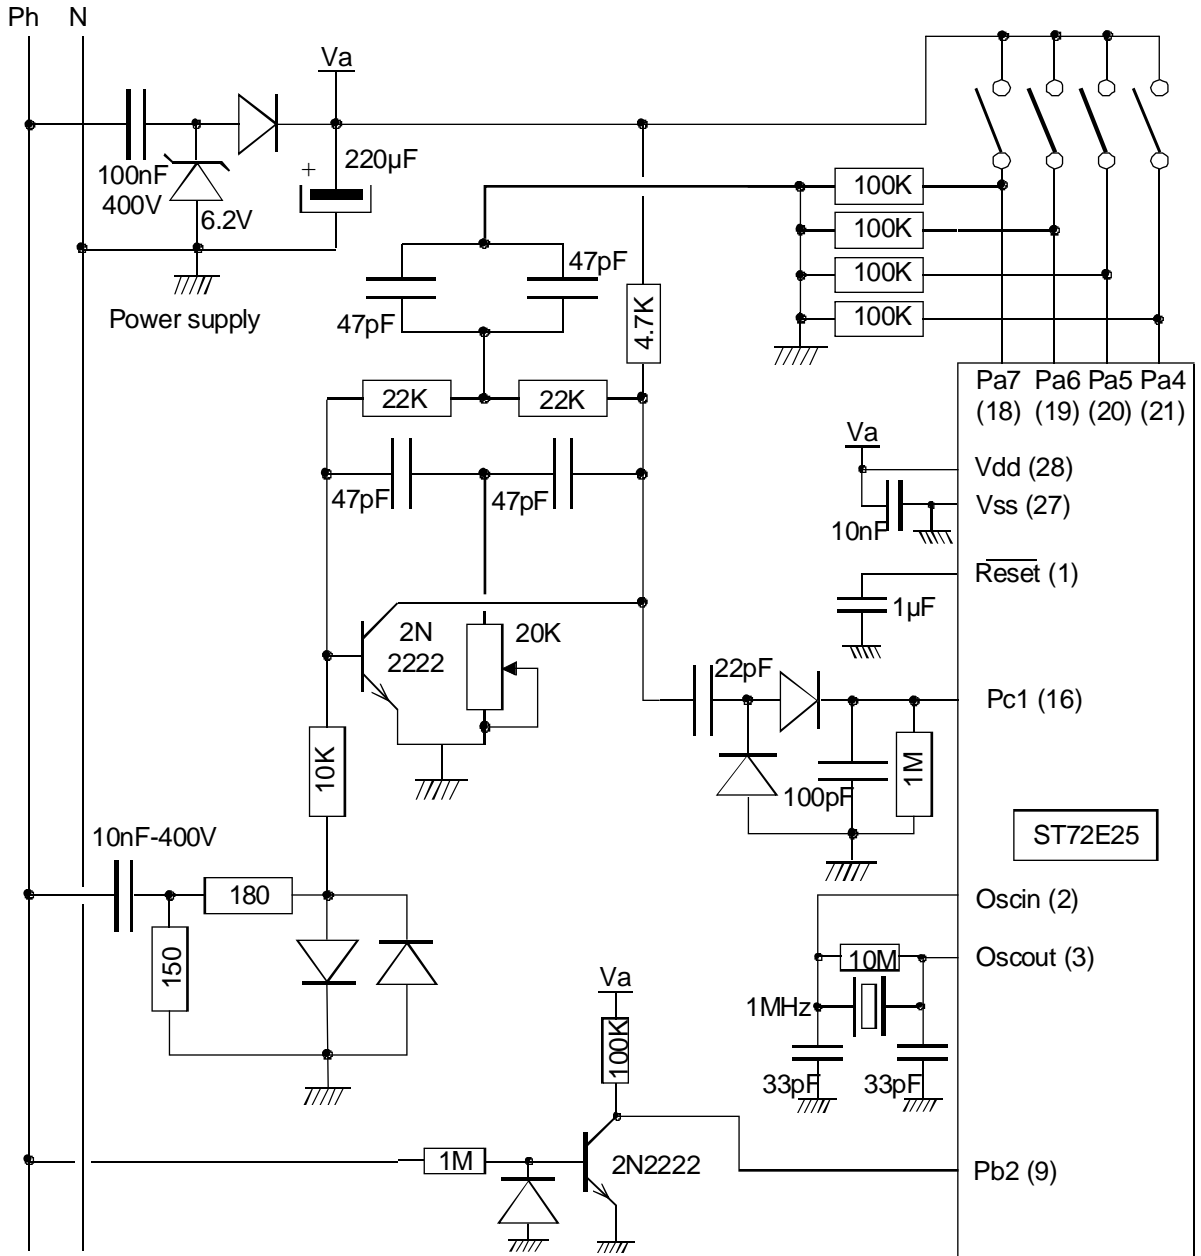 Ph N
Va
100nF
400V
6.2V
+
220µF
Power supply
47pF
47pF
4.7K
100K
100K
100K
100K
22K
22K
47pF
47pF
Pa7 Pa6 Pa5 Pa4
(18) (19) (20) (21)
Va
Vdd (28)
Vss (27)
10nF
Reset (1)
1µF
2N
2222
20K
22pF
Pc1 (16)
10K
100pF
1M
ST72E25
10nF-400V
180
150
Oscin (2)
10M
Oscout (3)
1MHz
33pF
33pF
Va
100K
1M
2N2222
Pb2 (9)